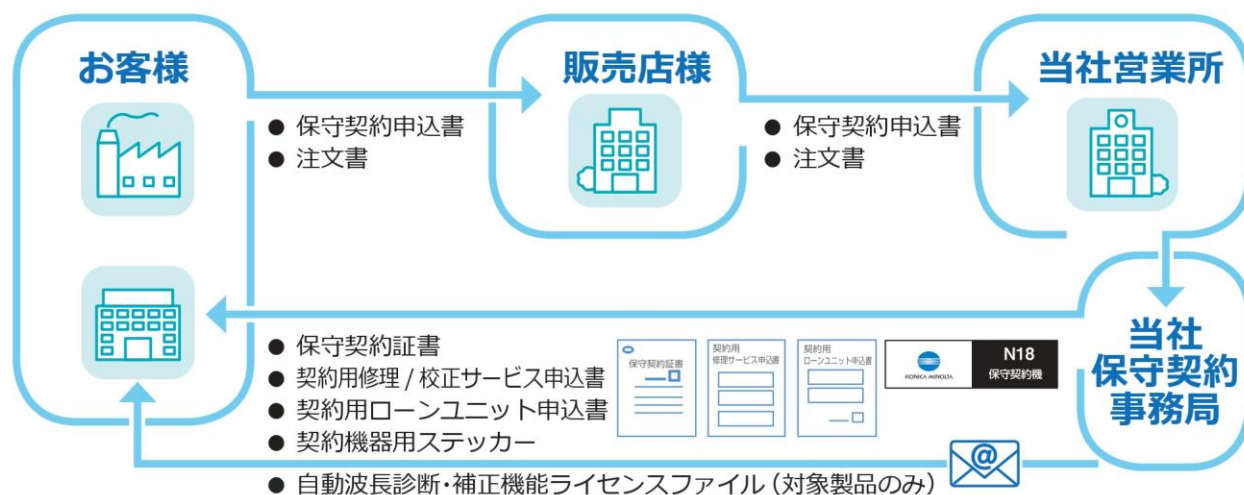 お客様
販売店様
当社営業所
● 保守契約申込書
● 注文書
● 保守契約申込書
● 注文書
当社
保守契約
事務局
● 保守契約証書
● 契約用修理 / 校正サービス申込書
● 契約用ローンユニット申込書
● 契約機器用ステッカー
保守契約証書
契約用
修理サービス申込書
契約用
ローンユニット申込書
KONICA MINOLTA
N18
保守契約機
@
● 自動波長診断・補正機能ライセンスファイル（対象製品のみ）